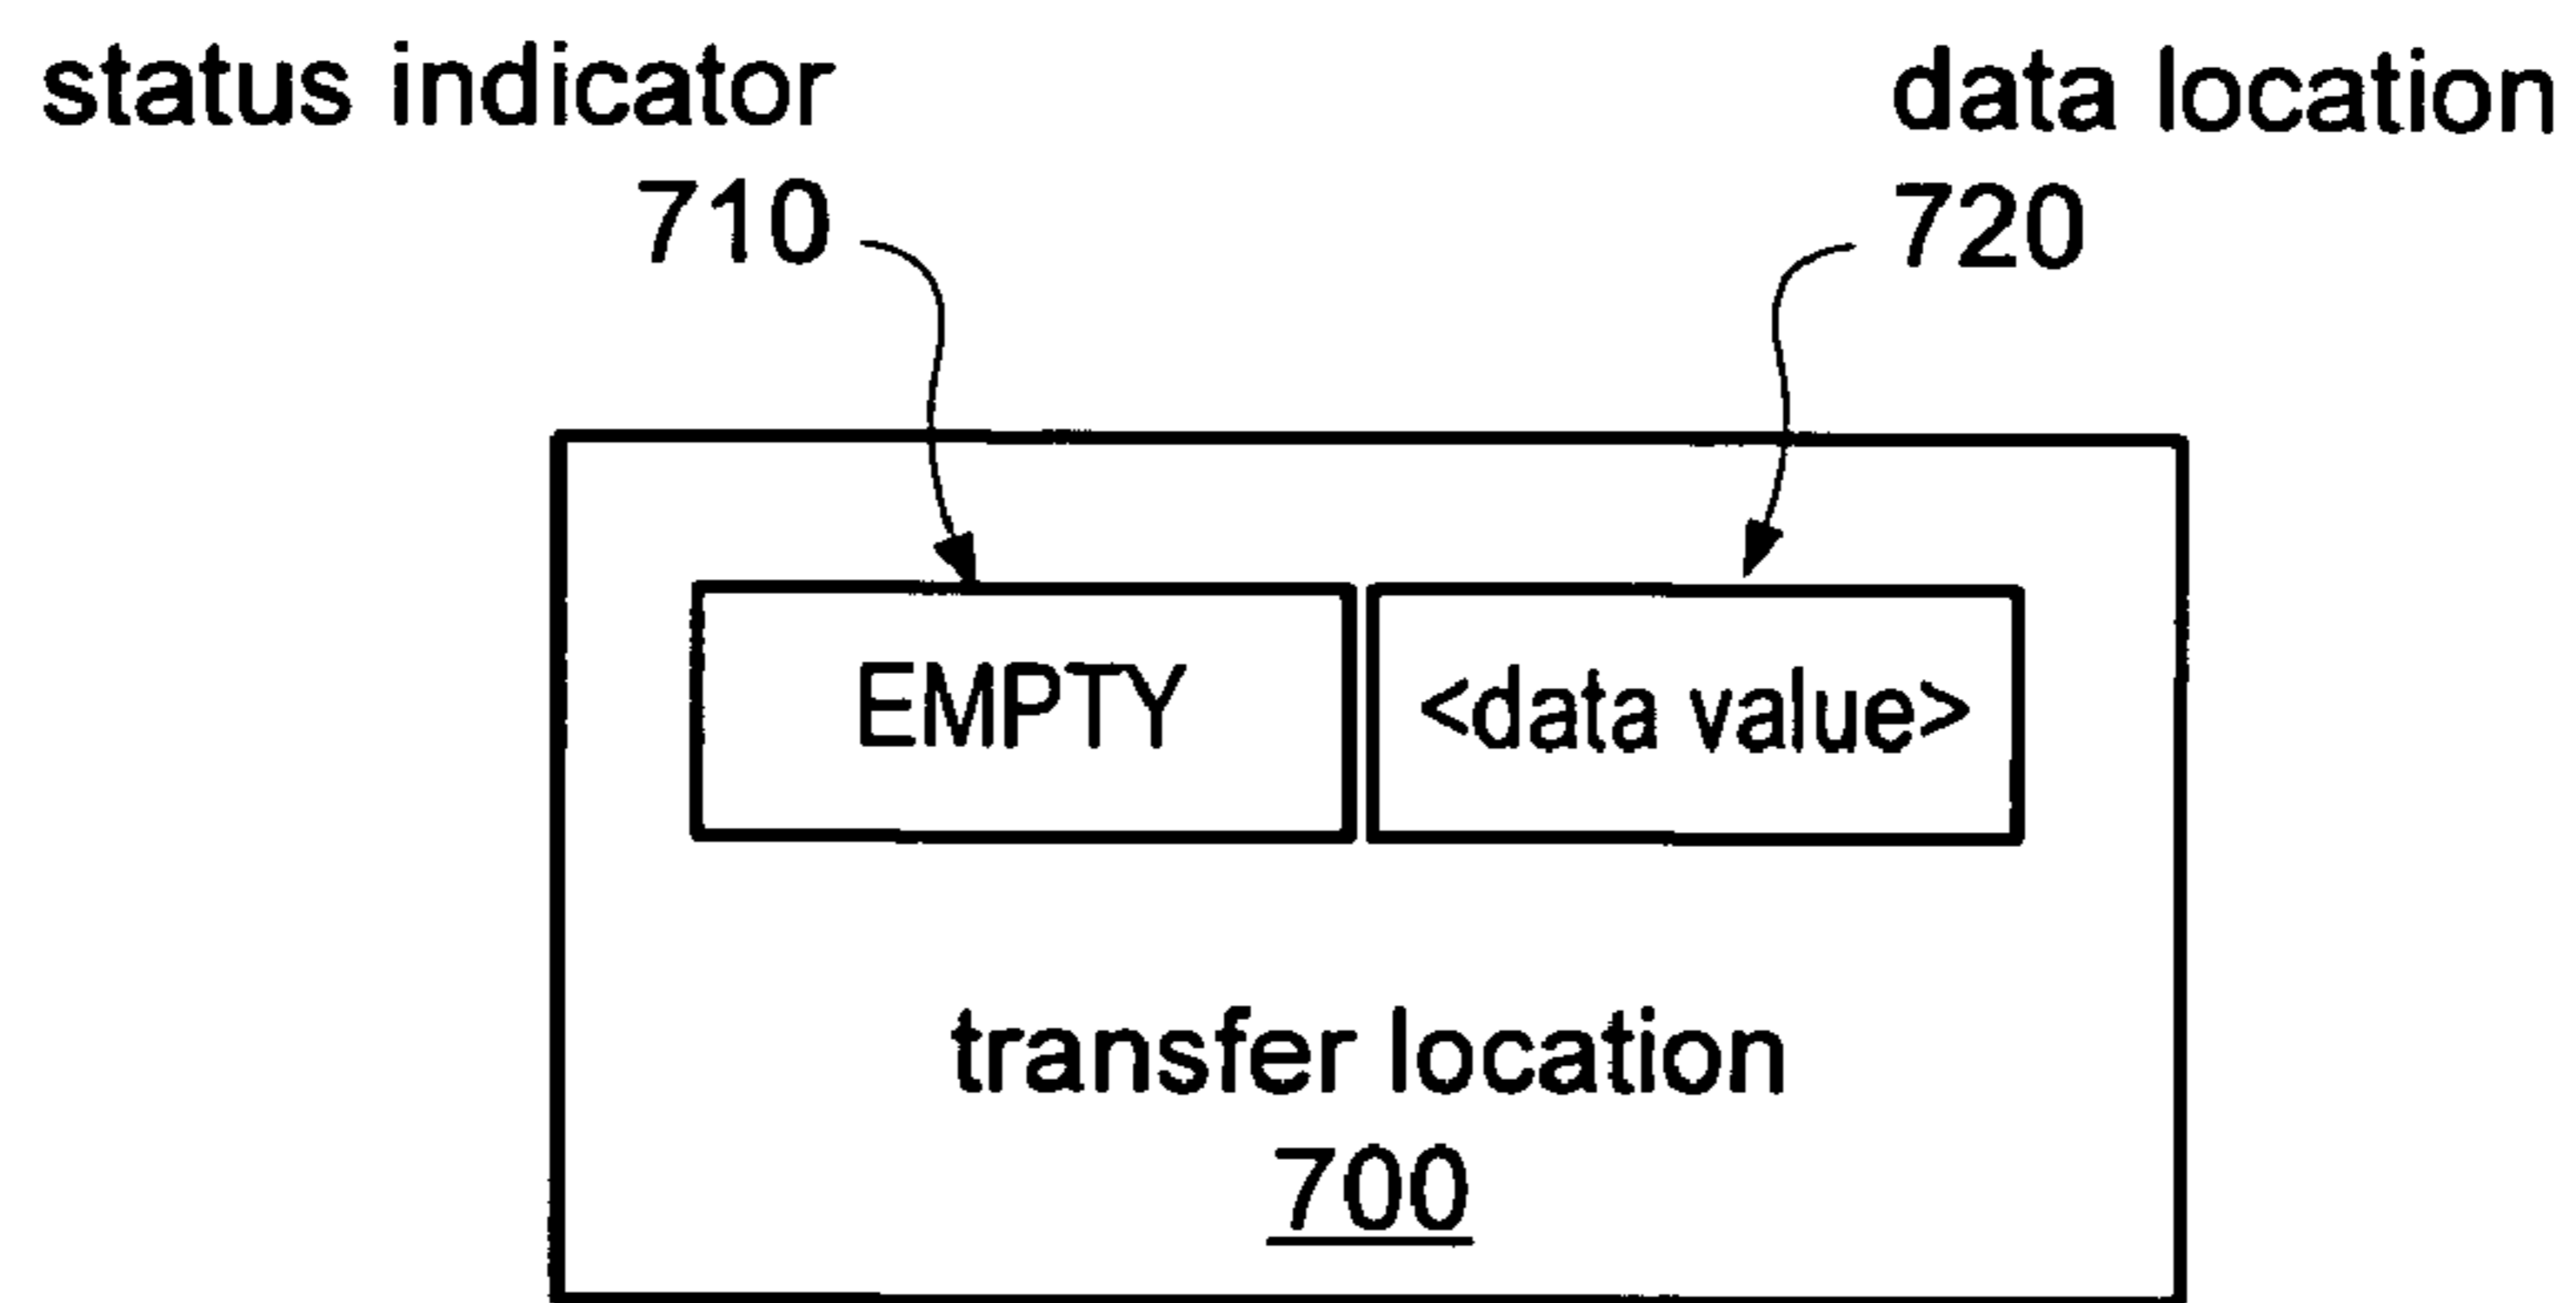 status indicator
710
data location
720
EMPTY
<data value>
transfer location
700